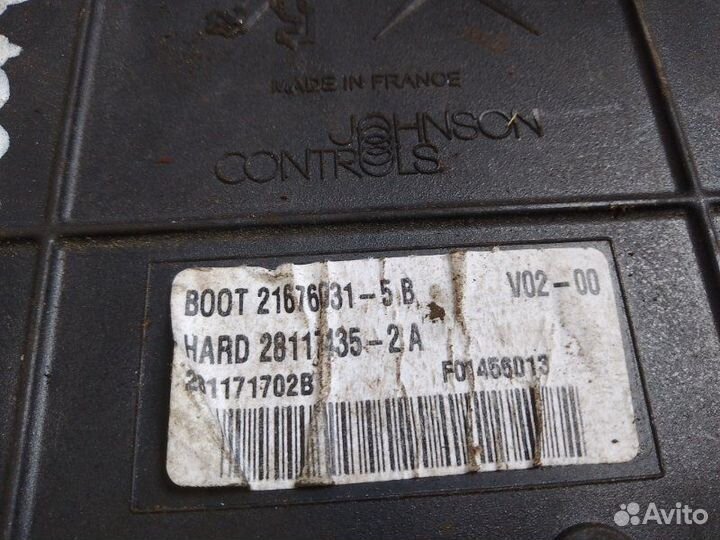 MADE IN FRANCE
JOHNSON
CONTROLS
BOOT 21676031-5 B V02-00
HARD 28117435-2 A
281171702B F01456013
Avito